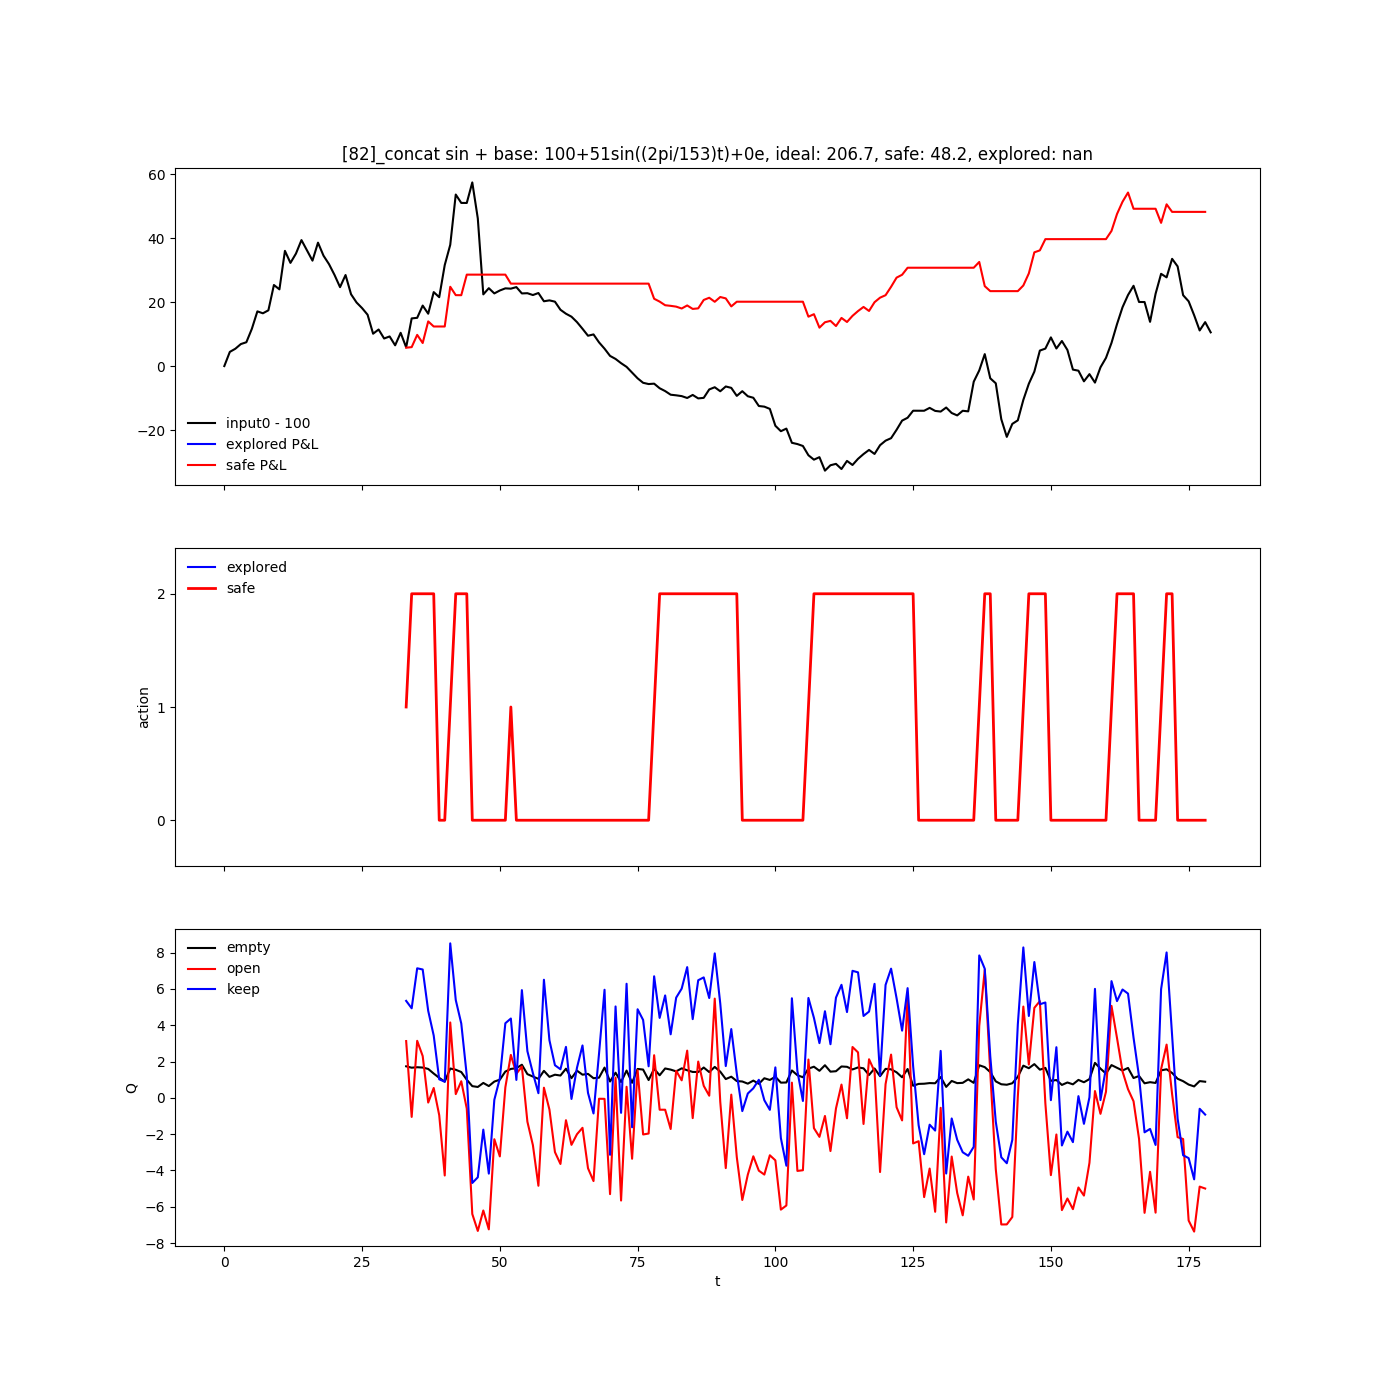 [82]_concat sin + base: 100+51sin((2pi/153)t)+0e, ideal: 206.7, safe: 48.2, explored: nan
60
40
20
0
−20
input0 - 100
explored P&L
safe P&L
explored
safe
2
1
0
action
empty
open
keep
8
6
4
2
0
−2
−4
−6
−8
Q
0 25 50 75 100 125 150 175
t